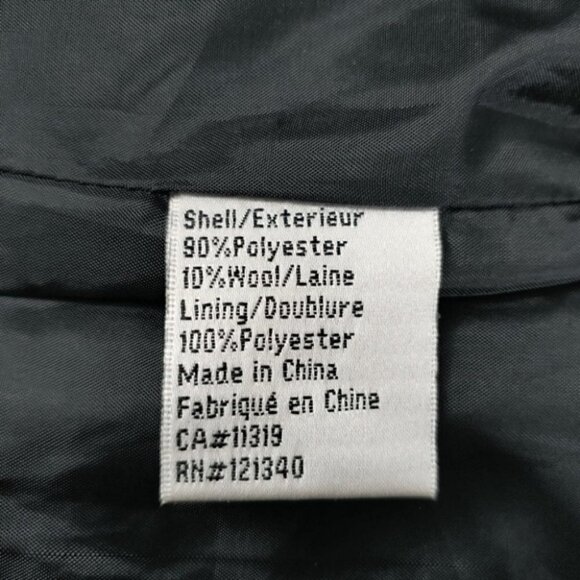 Shell/Exterieur
90%Polyester
10%Wool/Laine
Lining/Doublure
100%Polyester
Made in China
Fabriqué en Chine
CA#11319
RN#121340